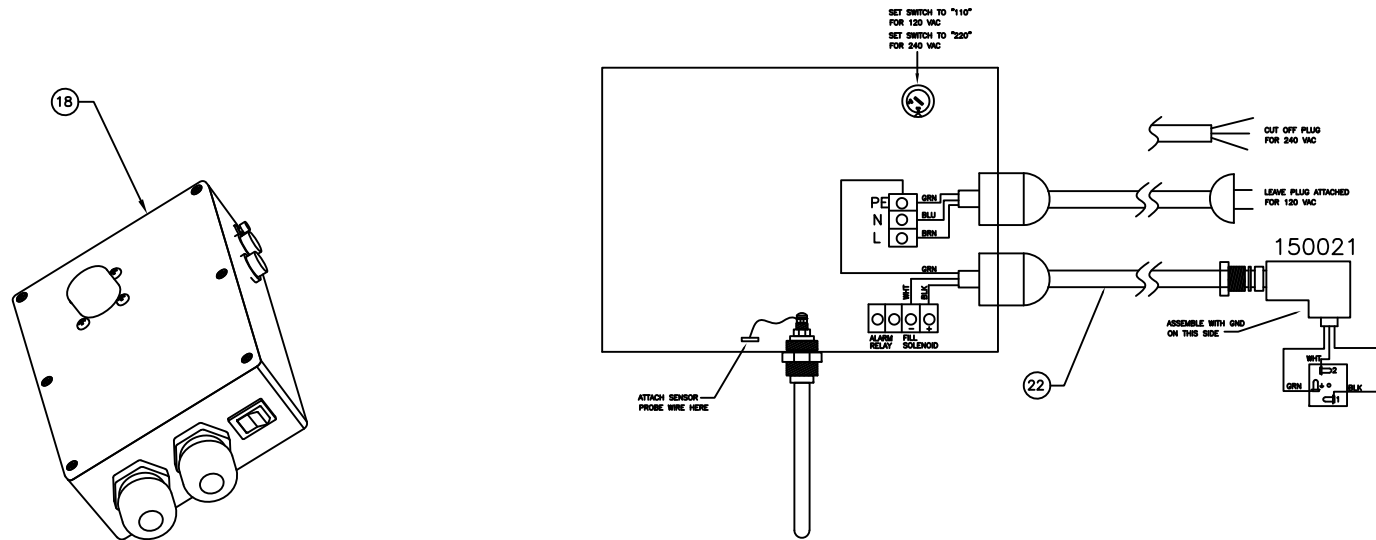 SET SWITCH TO "110"
FOR 120 VAC
SET SWITCH TO "220"
FOR 240 VAC
18
CUT OFF PLUG
FOR 240 VAC
PE
GRN
N
BLU
L
BRN
LEAVE PLUG ATTACHED
FOR 120 VAC
150021
GRN
WHT
BLK
- +
ALARM
RELAY
FILL
SOLENOID
ASSEMBLE WITH GND
ON THIS SIDE
22
ATTACH SENSOR
PROBE WIRE HERE
WHT
2
GRN
BLK
1